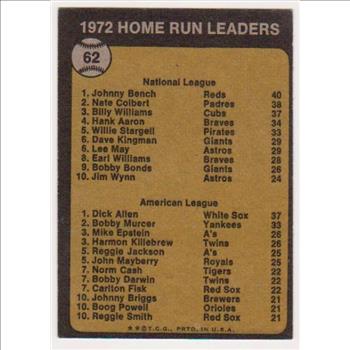 1972 HOME RUN LEADERS
62
National League
1. Johnny Bench Reds 40
2. Nate Colbert Padres 38
3. Billy Williams Cubs 37
4. Hank Aaron Braves 34
5. Willie Stargell Pirates 33
6. Dave Kingman Giants 29
6. Lee May Astros 29
8. Earl Williams Braves 28
9. Bobby Bonds Giants 26
10. Jim Wynn Astros 24
American League
1. Dick Allen White Sox 37
2. Bobby Murcer Yankees 33
3. Mike Epstein A's 26
3. Harmon Killebrew Twins 26
5. Reggie Jackson A's 25
5. John Mayberry Royals 25
7. Norm Cash Tigers 22
7. Bobby Darwin Twins 22
7. Carlton Fisk Red Sox 22
10. Johnny Briggs Brewers 21
10. Boog Powell Orioles 21
10. Reggie Smith Red Sox 21
★ ★ © T.C.G., PRTD. IN U.S.A.